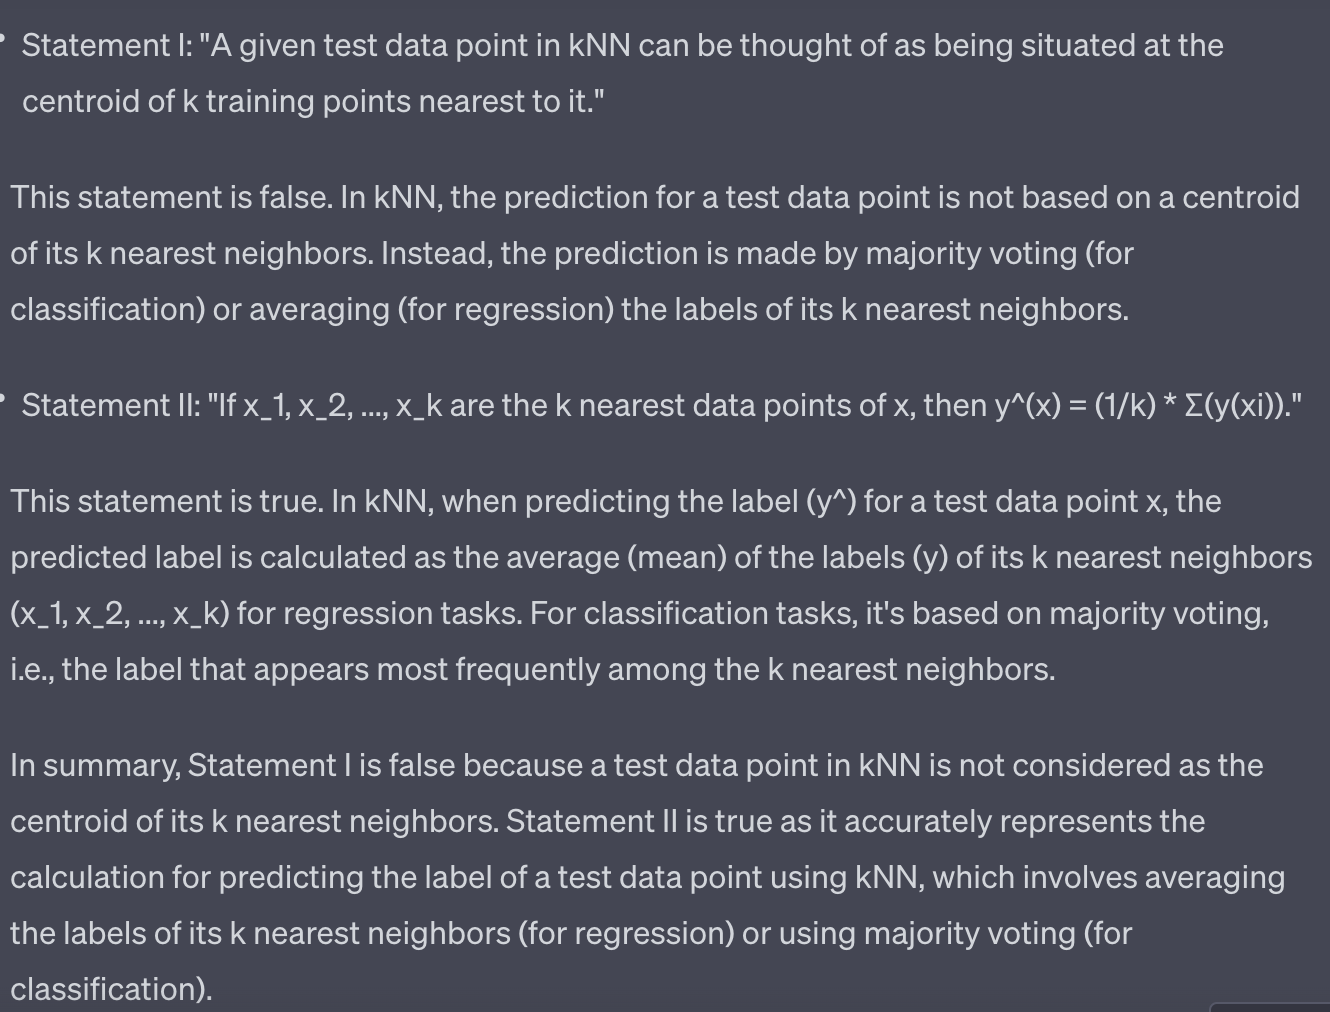 • Statement I: "A given test data point in kNN can be thought of as being situated at the
centroid of k training points nearest to it."
This statement is false. In kNN, the prediction for a test data point is not based on a centroid
of its k nearest neighbors. Instead, the prediction is made by majority voting (for
classification) or averaging (for regression) the labels of its k nearest neighbors.
• Statement II: "If x_1, x_2, ..., x_k are the k nearest data points of x, then y^(x) = (1/k) * Σ(y(xi))."
This statement is true. In kNN, when predicting the label (y^) for a test data point x, the
predicted label is calculated as the average (mean) of the labels (y) of its k nearest neighbors
(x_1, x_2, ..., x_k) for regression tasks. For classification tasks, it's based on majority voting,
i.e., the label that appears most frequently among the k nearest neighbors.
In summary, Statement I is false because a test data point in kNN is not considered as the
centroid of its k nearest neighbors. Statement II is true as it accurately represents the
calculation for predicting the label of a test data point using kNN, which involves averaging
the labels of its k nearest neighbors (for regression) or using majority voting (for
classification).